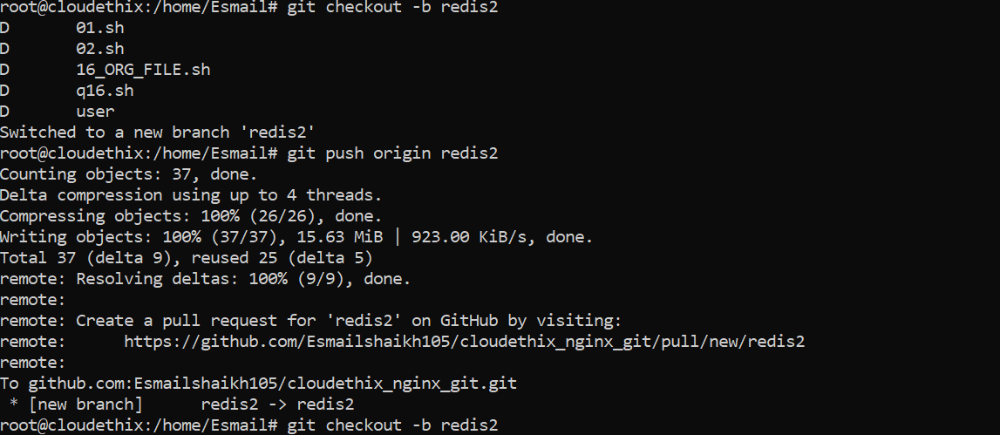 root@cloudethix:/home/Esmail# git checkout -b redis2
D       01.sh
D       02.sh
D       16_ORG_FILE.sh
D       q16.sh
D       user
Switched to a new branch 'redis2'
root@cloudethix:/home/Esmail# git push origin redis2
Counting objects: 37, done.
Delta compression using up to 4 threads.
Compressing objects: 100% (26/26), done.
Writing objects: 100% (37/37), 15.63 MiB | 923.00 KiB/s, done.
Total 37 (delta 9), reused 25 (delta 5)
remote: Resolving deltas: 100% (9/9), done.
remote:
remote: Create a pull request for 'redis2' on GitHub by visiting:
remote:      https://github.com/Esmailshaikh105/cloudethix_nginx_git/pull/new/redis2
remote:
To github.com:Esmailshaikh105/cloudethix_nginx_git.git
 * [new branch]      redis2 -> redis2
root@cloudethix:/home/Esmail# git checkout -b redis2